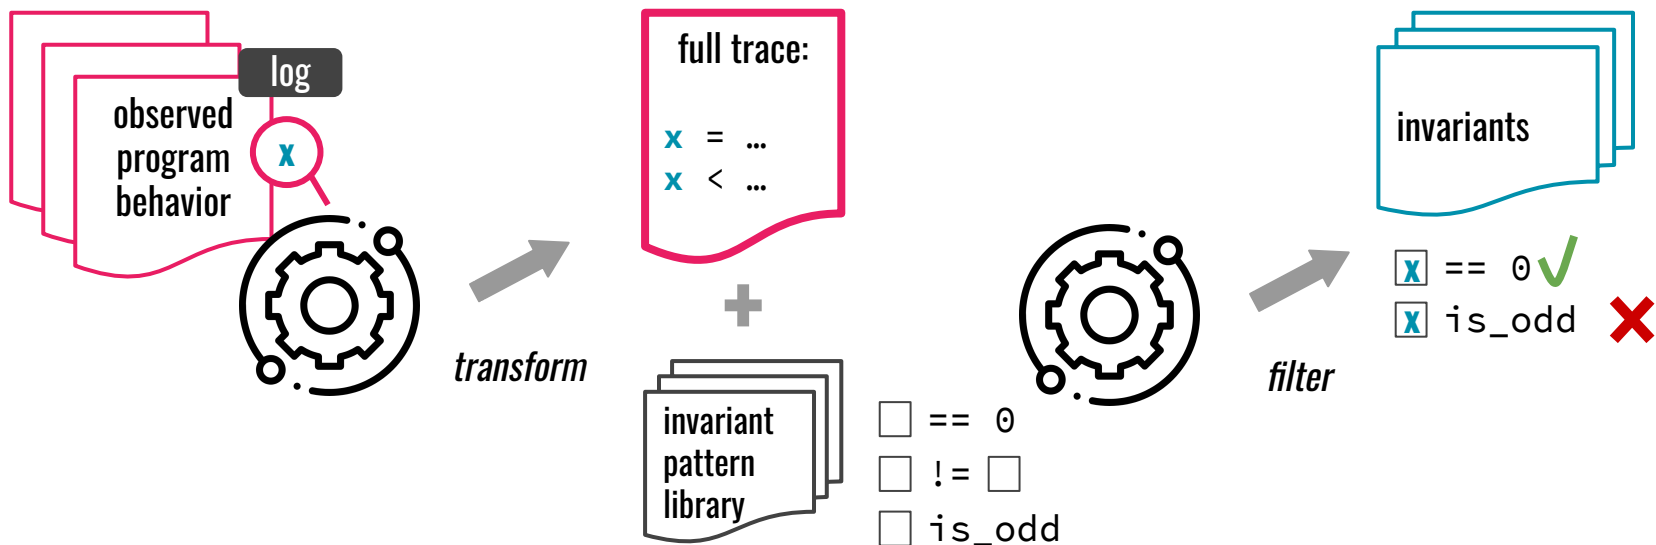 log
observed
program
behavior
x
transform
full trace:
x = …
x < …
+
invariant
pattern
library
□ == 0
□ != □
□ is_odd
filter
invariants
x == 0
x is_odd